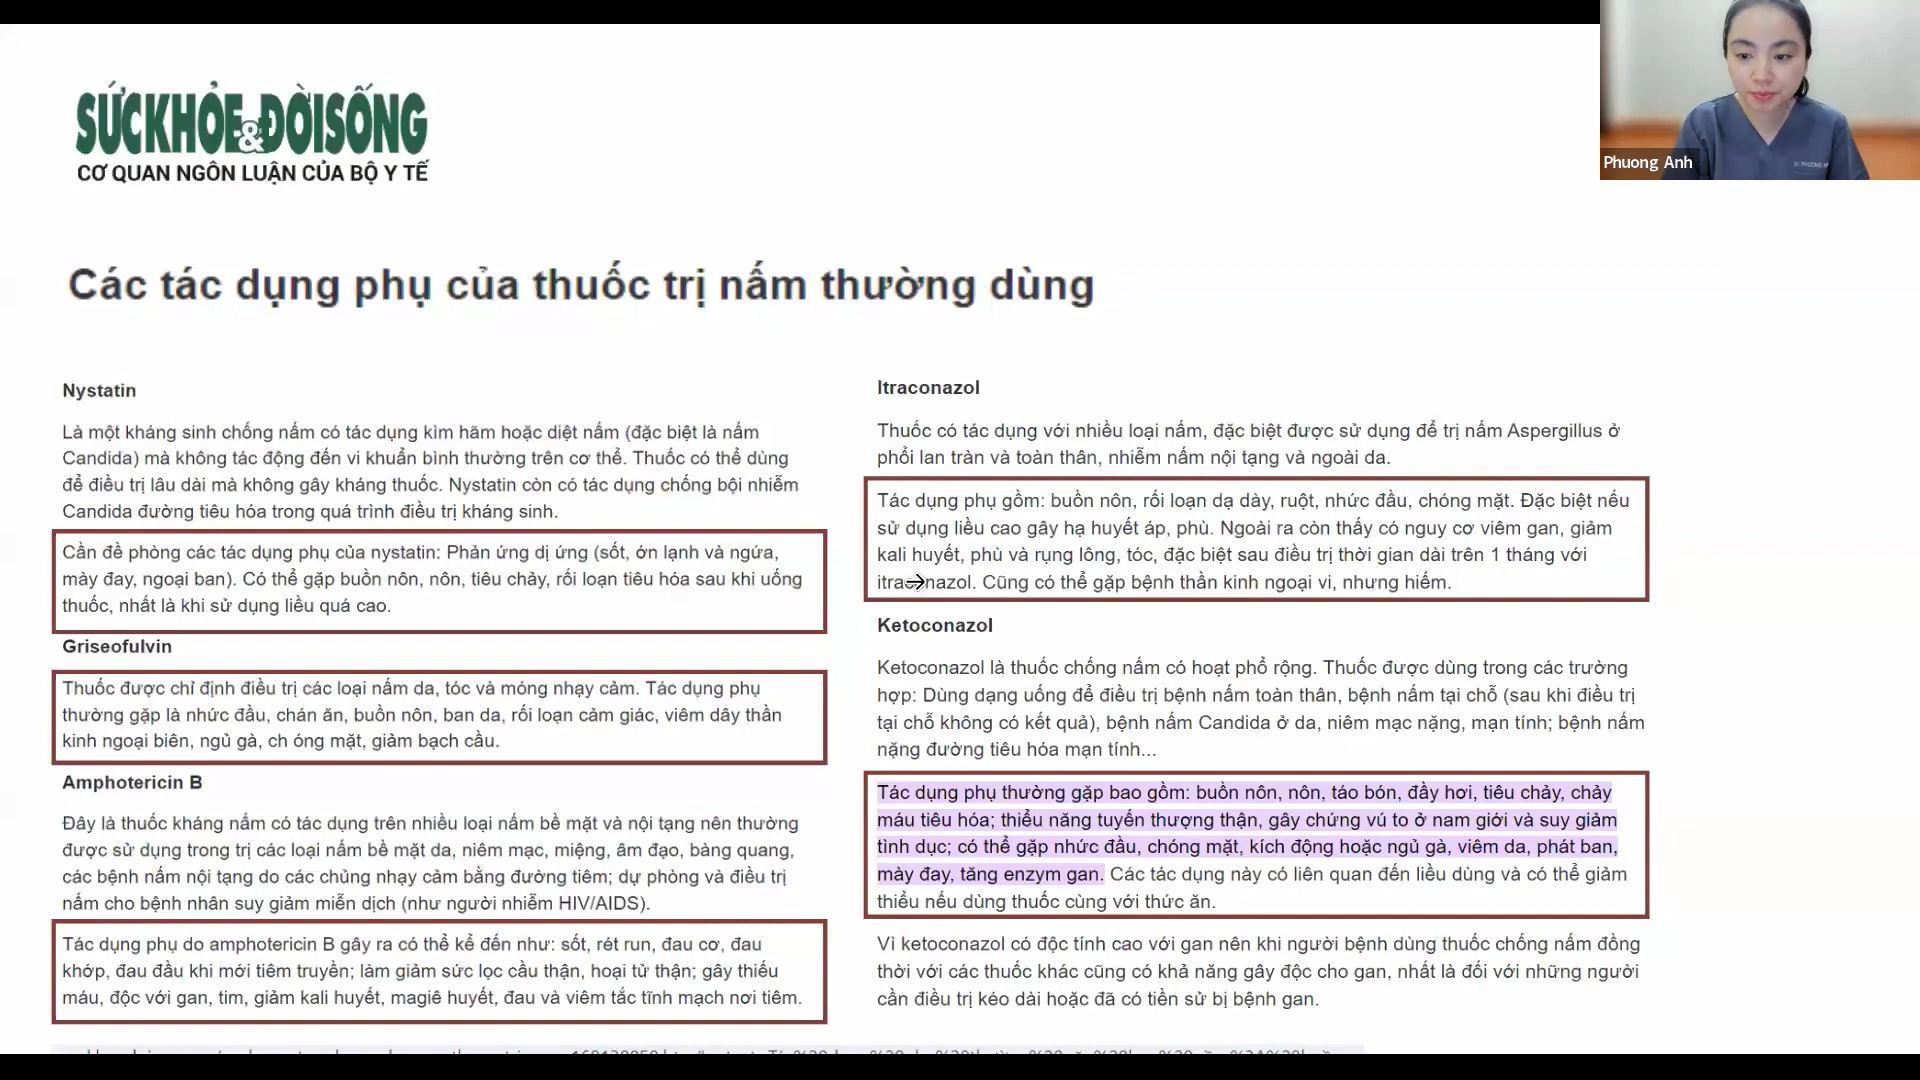 SỨC KHỎE & ĐỜI SỐNG
CƠ QUAN NGÔN LUẬN CỦA BỘ Y TẾ
Phuong Anh
Dr. PHUONG
Các tác dụng phụ của thuốc trị nấm thường dùng
Nystatin
Là một kháng sinh chống nấm có tác dụng kìm hãm hoặc diệt nấm (đặc biệt là nấm
Candida) mà không tác động đến vi khuẩn bình thường trên cơ thể. Thuốc có thể dùng
để điều trị lâu dài mà không gây kháng thuốc. Nystatin còn có tác dụng chống bội nhiễm
Candida đường tiêu hóa trong quá trình điều trị kháng sinh.
Cần đề phòng các tác dụng phụ của nystatin: Phản ứng dị ứng (sốt, ớn lạnh và ngứa,
mày đay, ngoại ban). Có thể gặp buồn nôn, nôn, tiêu chảy, rối loạn tiêu hóa sau khi uống
thuốc, nhất là khi sử dụng liều quá cao.
Griseofulvin
Thuốc được chỉ định điều trị các loại nấm da, tóc và móng nhạy cảm. Tác dụng phụ
thường gặp là nhức đầu, chán ăn, buồn nôn, ban da, rối loạn cảm giác, viêm dây thần
kinh ngoại biên, ngủ gà, ch óng mặt, giảm bạch cầu.
Amphotericin B
Đây là thuốc kháng nấm có tác dụng trên nhiều loại nấm bề mặt và nội tạng nên thường
được sử dụng trong trị các loại nấm bề mặt da, niêm mạc, miệng, âm đạo, bàng quang,
các bệnh nấm nội tạng do các chủng nhạy cảm bằng đường tiêm; dự phòng và điều trị
nấm cho bệnh nhân suy giảm miễn dịch (như người nhiễm HIV/AIDS).
Tác dụng phụ do amphotericin B gây ra có thể kể đến như: sốt, rét run, đau cơ, đau
khớp, đau đầu khi mới tiêm truyền; làm giảm sức lọc cầu thận, hoại tử thận; gây thiếu
máu, độc với gan, tim, giảm kali huyết, magiê huyết, đau và viêm tắc tĩnh mạch nơi tiêm.
Itraconazol
Thuốc có tác dụng với nhiều loại nấm, đặc biệt được sử dụng để trị nấm Aspergillus ở
phổi lan tràn và toàn thân, nhiễm nấm nội tạng và ngoài da.
Tác dụng phụ gồm: buồn nôn, rối loạn dạ dày, ruột, nhức đầu, chóng mặt. Đặc biệt nếu
sử dụng liều cao gây hạ huyết áp, phù. Ngoài ra còn thấy có nguy cơ viêm gan, giảm
kali huyết, phù và rụng lông, tóc, đặc biệt sau điều trị thời gian dài trên 1 tháng với
itraconazol. Cũng có thể gặp bệnh thần kinh ngoại vi, nhưng hiếm.
Ketoconazol
Ketoconazol là thuốc chống nấm có hoạt phổ rộng. Thuốc được dùng trong các trường
hợp: Dùng dạng uống để điều trị bệnh nấm toàn thân, bệnh nấm tại chỗ (sau khi điều trị
tại chỗ không có kết quả), bệnh nấm Candida ở da, niêm mạc nặng, mạn tính; bệnh nấm
nặng đường tiêu hóa mạn tính...
Tác dụng phụ thường gặp bao gồm: buồn nôn, nôn, táo bón, đầy hơi, tiêu chảy, chảy
máu tiêu hóa; thiểu năng tuyến thượng thận, gây chứng vú to ở nam giới và suy giảm
tình dục; có thể gặp nhức đầu, chóng mặt, kích động hoặc ngủ gà, viêm da, phát ban,
mày đay, tăng enzym gan. Các tác dụng này có liên quan đến liều dùng và có thể giảm
thiểu nếu dùng thuốc cùng với thức ăn.
Vì ketoconazol có độc tính cao với gan nên khi người bệnh dùng thuốc chống nấm đồng
thời với các thuốc khác cũng có khả năng gây độc cho gan, nhất là đối với những người
cần điều trị kéo dài hoặc đã có tiền sử bị bệnh gan.